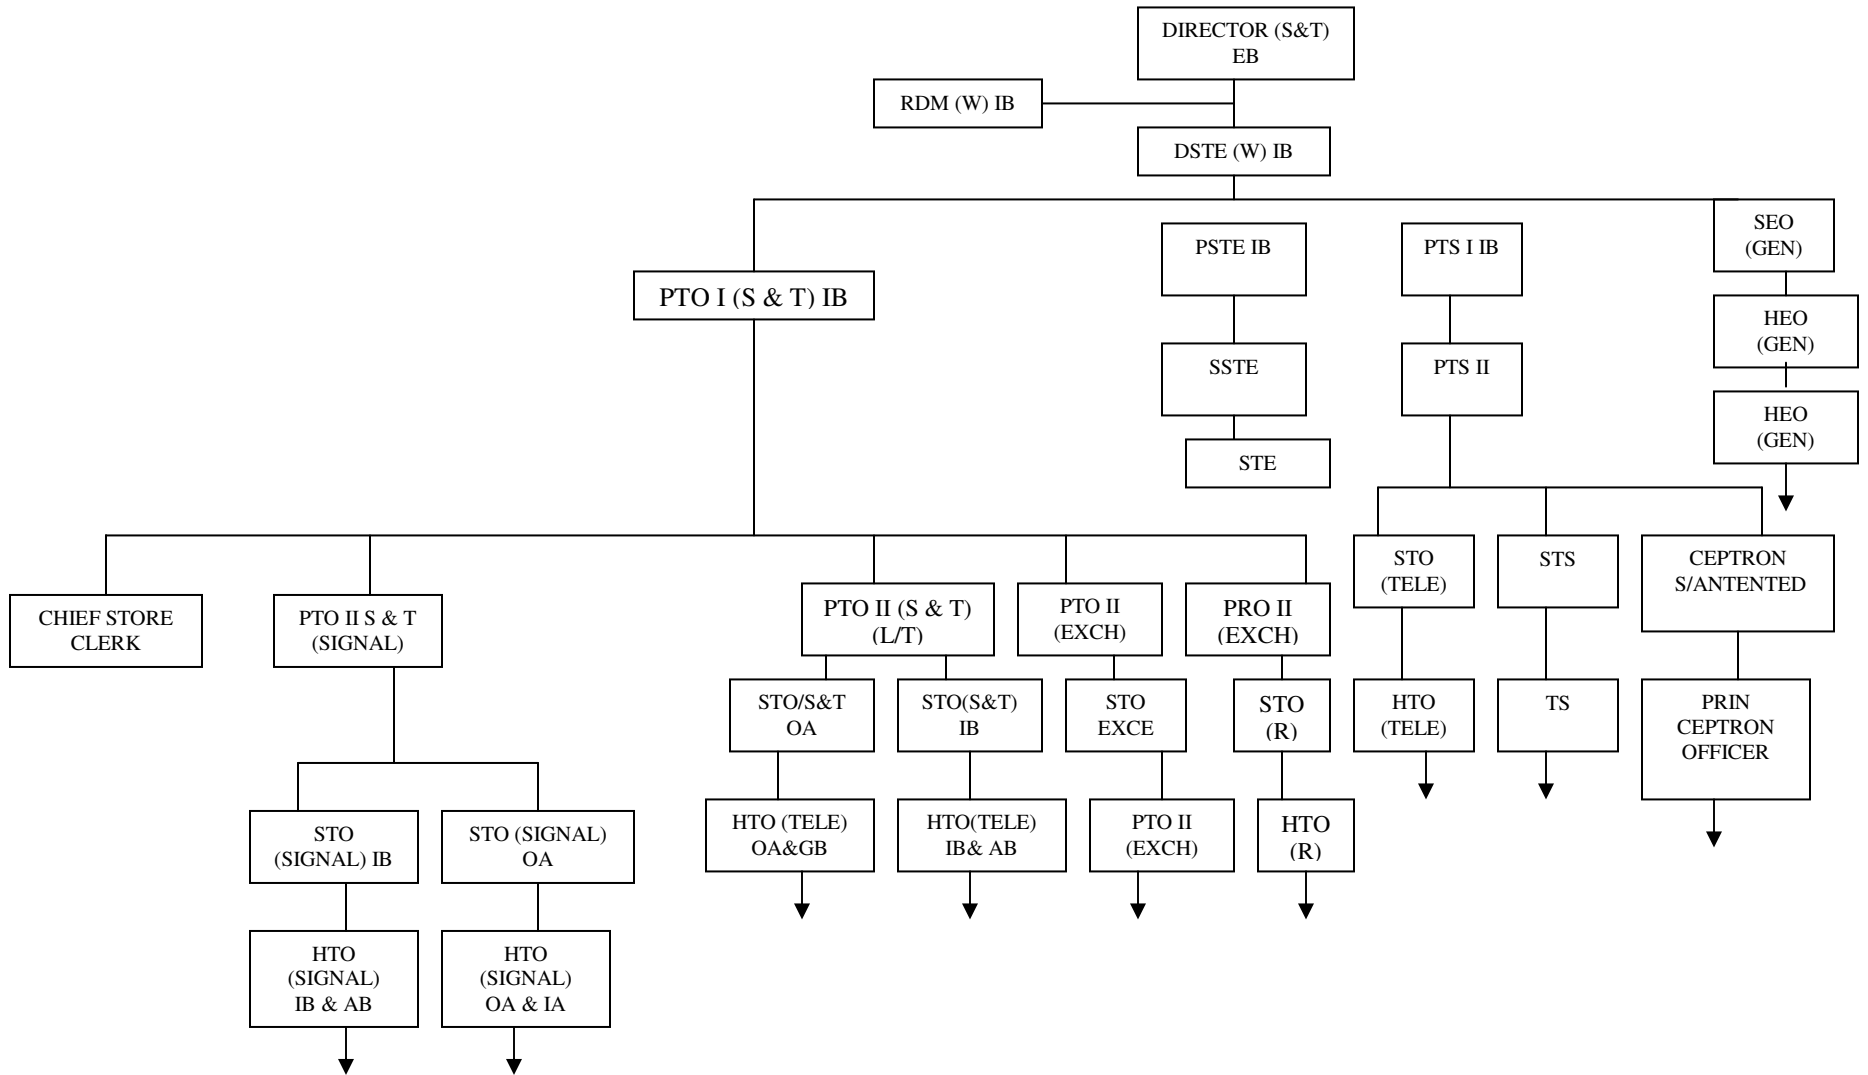 DIRECTOR (S&T)
EB
RDM (W) IB
DSTE (W) IB
SEO
(GEN)
PSTE IB
PTS I IB
PTO I (S & T) IB
HEO
(GEN)
SSTE
PTS II
HEO
(GEN)
STE
CHIEF STORE
CLERK
PTO II S & T
(SIGNAL)
PTO II (S & T)
(L/T)
PTO II
(EXCH)
PRO II
(EXCH)
STO
(TELE)
STS
CEPTRON
S/ANTENTED
STO/S&T
OA
STO(S&T)
IB
STO
EXCE
STO
(R)
HTO
(TELE)
TS
PRIN
CEPTRON
OFFICER
STO
(SIGNAL) IB
STO (SIGNAL)
OA
HTO (TELE)
OA&GB
HTO(TELE)
IB& AB
PTO II
(EXCH)
HTO
(R)
HTO
(SIGNAL)
IB & AB
HTO
(SIGNAL)
OA & IA